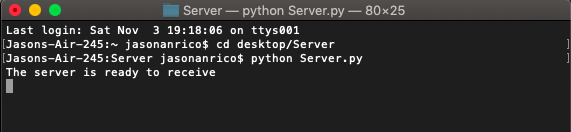 Server — python Server.py — 80×25
Last login: Sat Nov  3 19:18:06 on ttys001
[Jasons-Air-245:~ jasonanrico$ cd desktop/Server ]
[Jasons-Air-245:Server jasonanrico$ python Server.py ]
The server is ready to receive